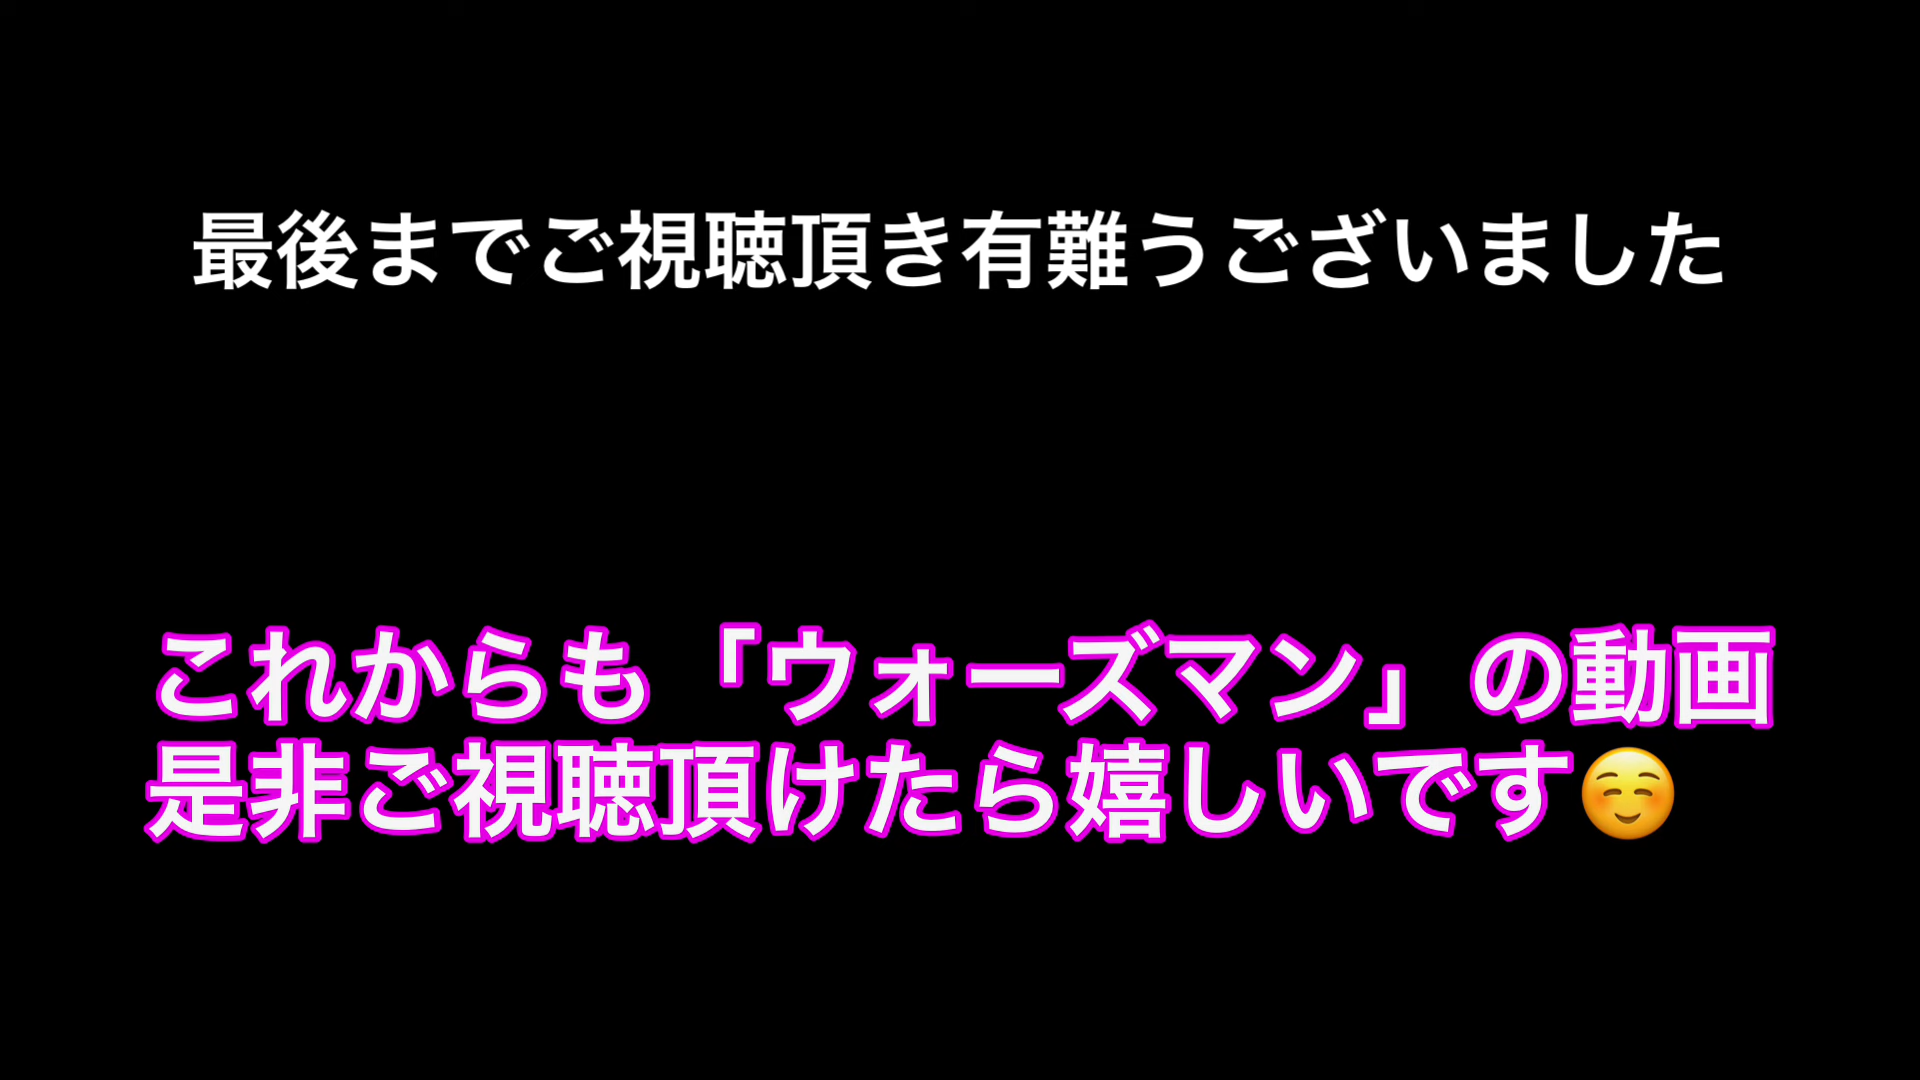 最後までご視聴頂き有難うございました
これからも「ウォーズマン」の動画
是非ご視聴頂けたら嬉しいです☺️